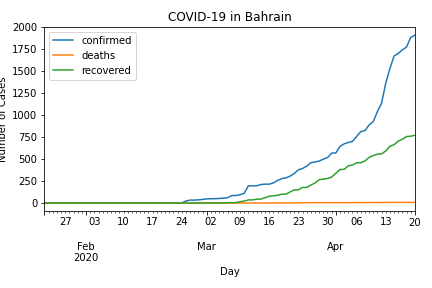 COVID-19 in Bahrain
2000
1750
1500
1250
1000
750
500
250
0
Number of Cases
confirmed
deaths
recovered
27 03 10 17 24 02 09 16 23 30 06 13 20
Feb Mar Apr
2020
Day